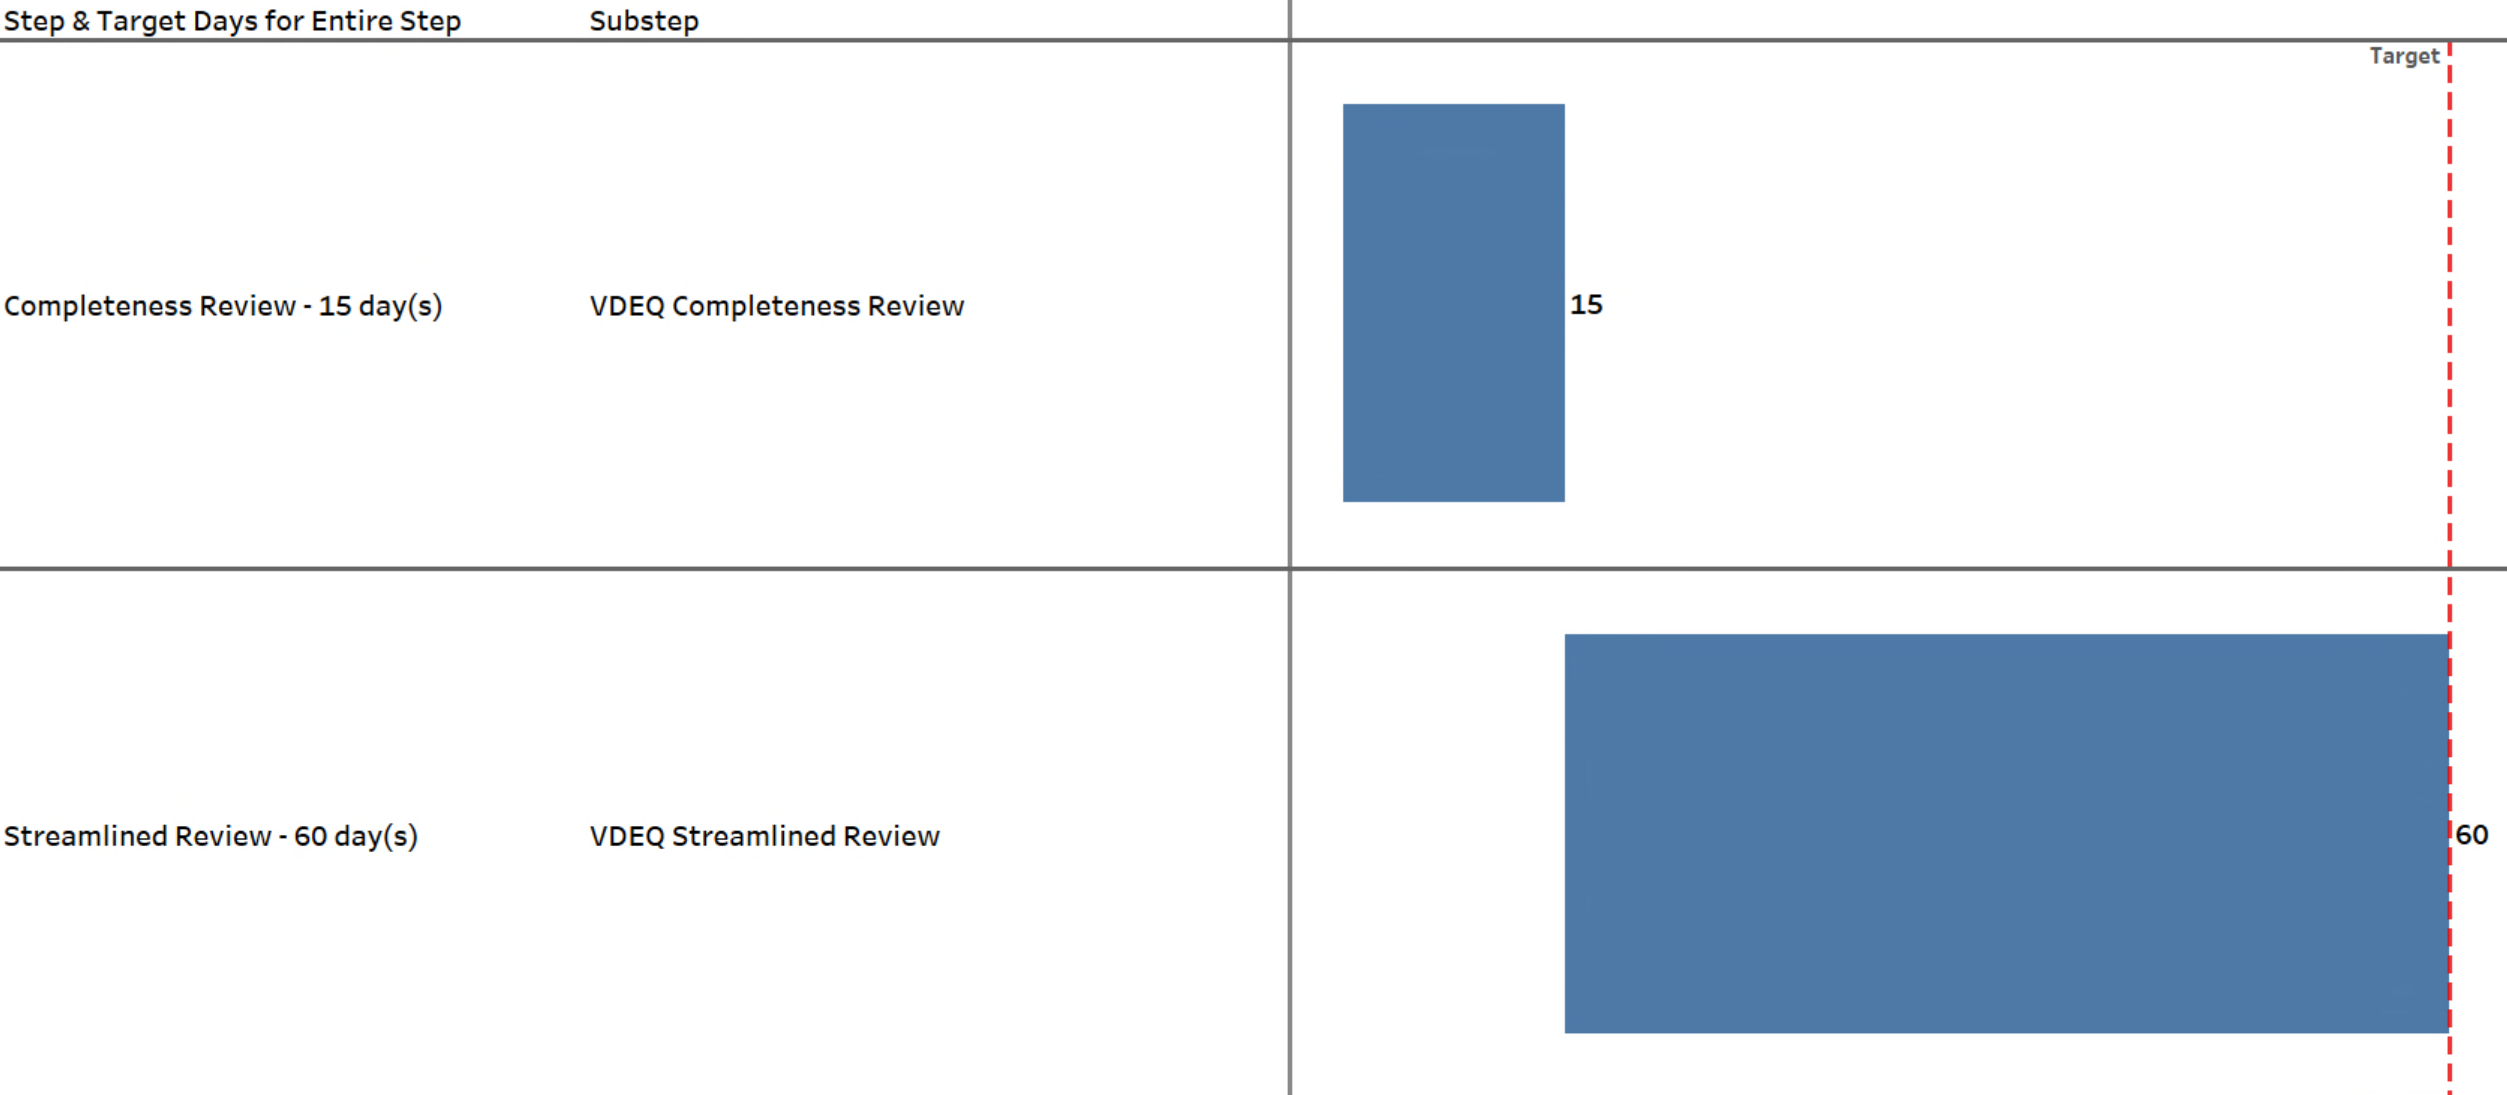 Step & Target Days for Entire Step Substep
Target
Completeness Review - 15 day(s) VDEQ Completeness Review 15
Streamlined Review - 60 day(s) VDEQ Streamlined Review 60